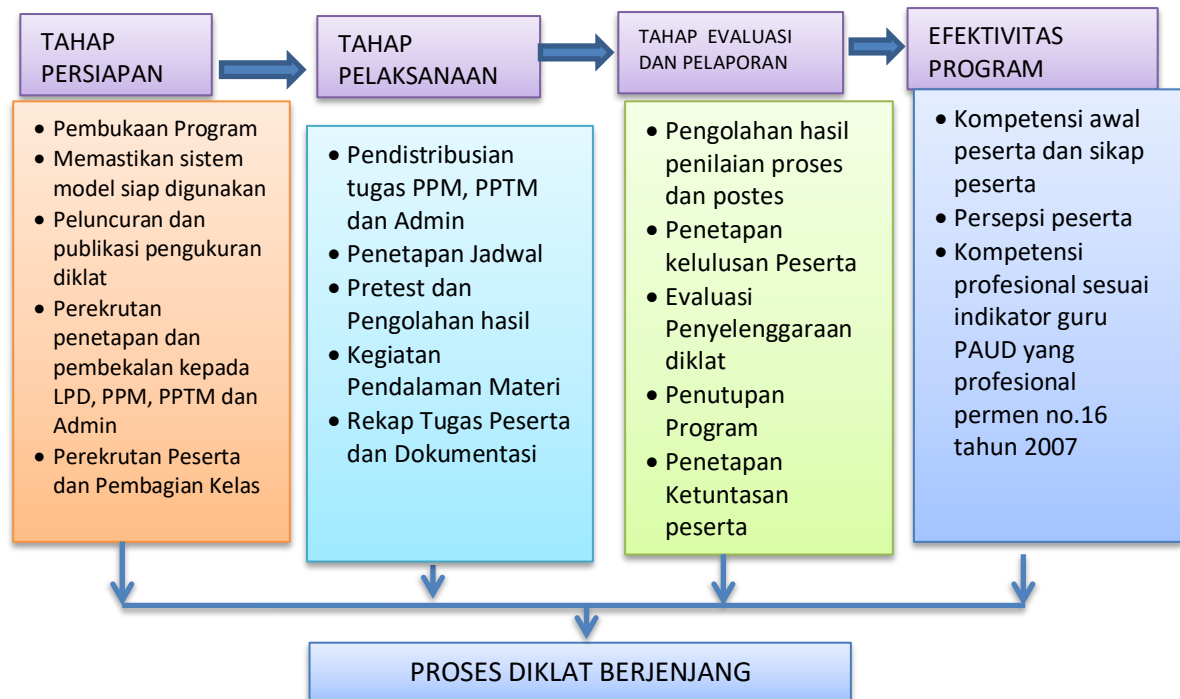 TAHAP
PERSIAPAN
• Pembukaan Program
• Memastikan sistem
model siap digunakan
• Peluncuran dan
publikasi pengukuran
diklat
• Perekrutan
penetapan dan
pembekalan kepada
LPD, PPM, PPTM dan
Admin
• Perekrutan Peserta
dan Pembagian Kelas
TAHAP
PELAKSANAAN
• Pendistribusian
tugas PPM, PPTM
dan Admin
• Penetapan Jadwal
• Pretest dan
Pengolahan hasil
• Kegiatan
Pendalaman Materi
• Rekap Tugas Peserta
dan Dokumentasi
TAHAP EVALUASI
DAN PELAPORAN
• Pengolahan hasil
penilaian proses
dan postes
• Penetapan
kelulusan Peserta
• Evaluasi
Penyelenggaraan
diklat
• Penutupan
Program
• Penetapan
Ketuntasan
peserta
EFEKTIVITAS
PROGRAM
• Kompetensi awal
peserta dan sikap
peserta
• Persepsi peserta
• Kompetensi
profesional sesuai
indikator guru
PAUD yang
profesional
permen no.16
tahun 2007
PROSES DIKLAT BERJENJANG